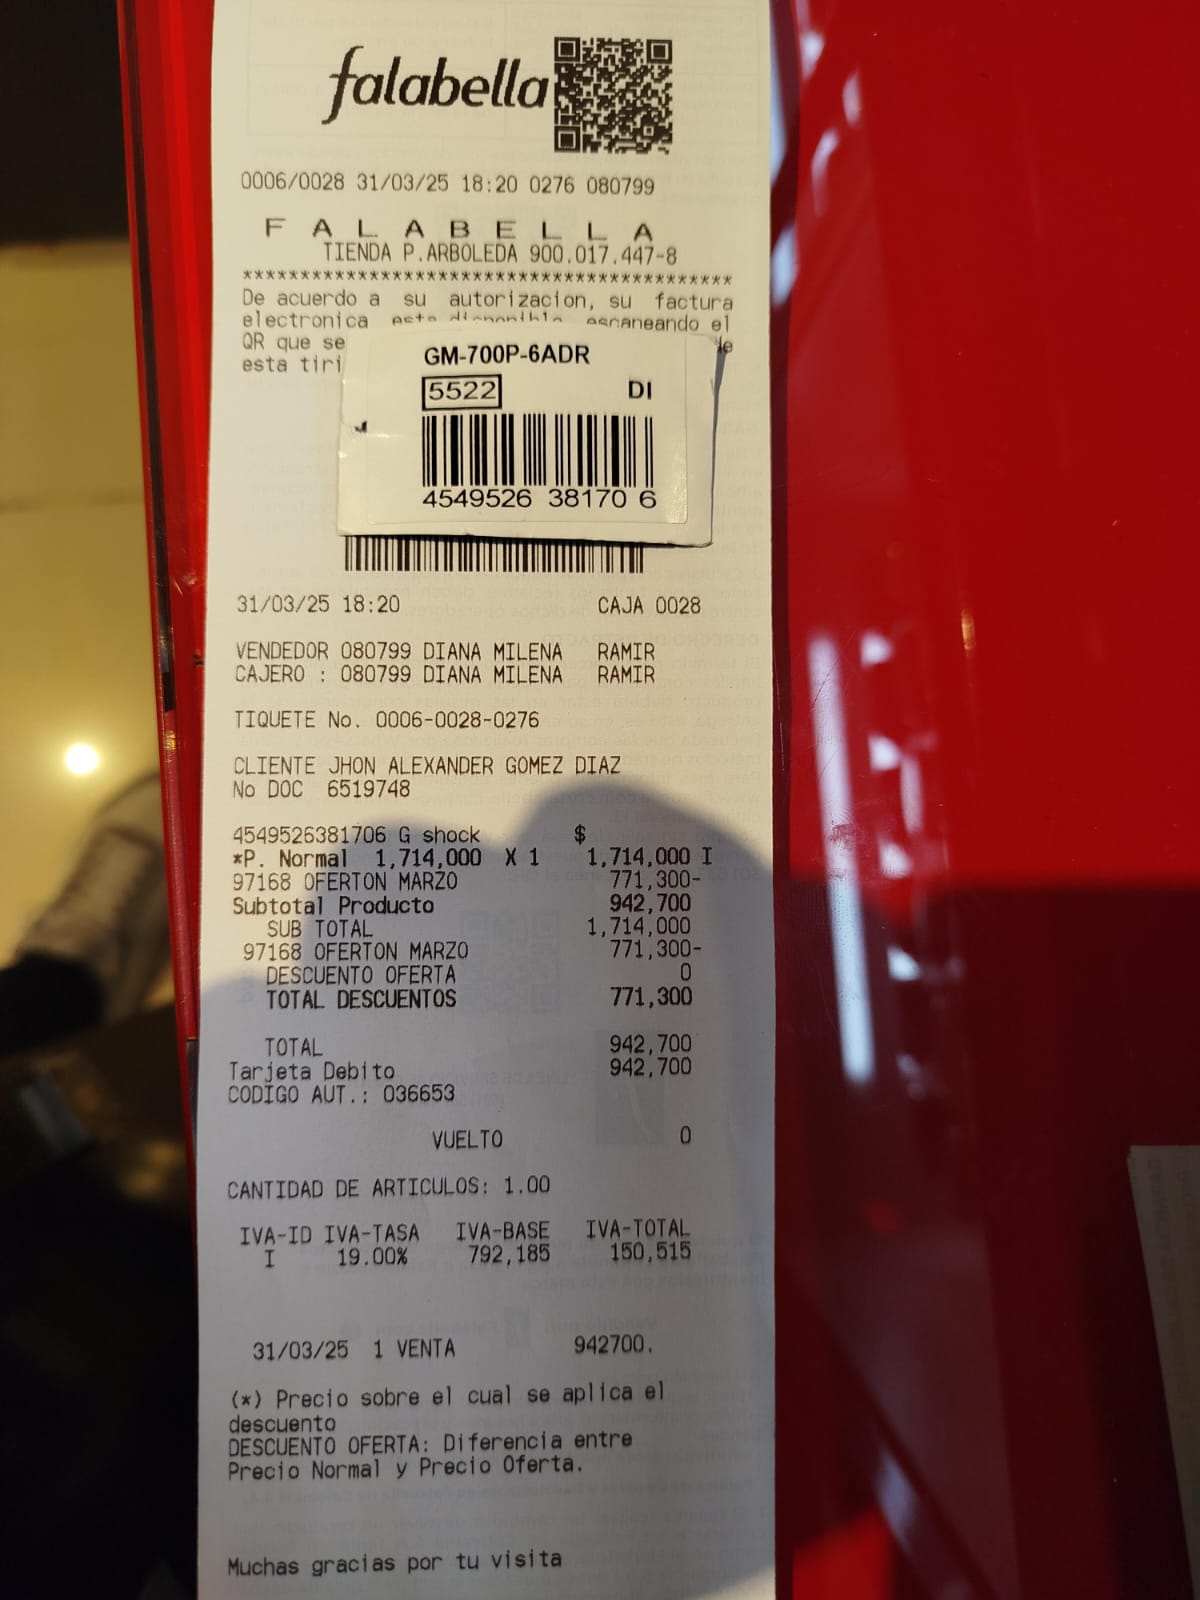 falabella
0006/0028 31/03/25 18:20 0276 080799
F A L A B E L L A
TIENDA P.ARBOLEDA 900.017.447-8
******************************************
De acuerdo a su autorizacion, su factura
electronica esta disponible escaneando el
QR que se
esta tiri
GM-700P-6ADR
5522 DI
4549526 38170 6
31/03/25 18:20 CAJA 0028
VENDEDOR 080799 DIANA MILENA RAMIR
CAJERO : 080799 DIANA MILENA RAMIR
TIQUETE No. 0006-0028-0276
CLIENTE JHON ALEXANDER GOMEZ DIAZ
No DOC 6519748
4549526381706 G shock $
*P. Normal 1,714,000 X 1 1,714,000 I
97168 OFERTON MARZO 771,300-
Subtotal Producto 942,700
SUB TOTAL 1,714,000
97168 OFERTON MARZO 771,300-
DESCUENTO OFERTA 0
TOTAL DESCUENTOS 771,300
TOTAL 942,700
Tarjeta Debito 942,700
CODIGO AUT.: 036653
VUELTO 0
CANTIDAD DE ARTICULOS: 1.00
IVA-ID IVA-TASA IVA-BASE IVA-TOTAL
I 19.00% 792,185 150,515
31/03/25 1 VENTA 942700.
(*) Precio sobre el cual se aplica el
descuento
DESCUENTO OFERTA: Diferencia entre
Precio Normal y Precio Oferta.
Muchas gracias por tu visita